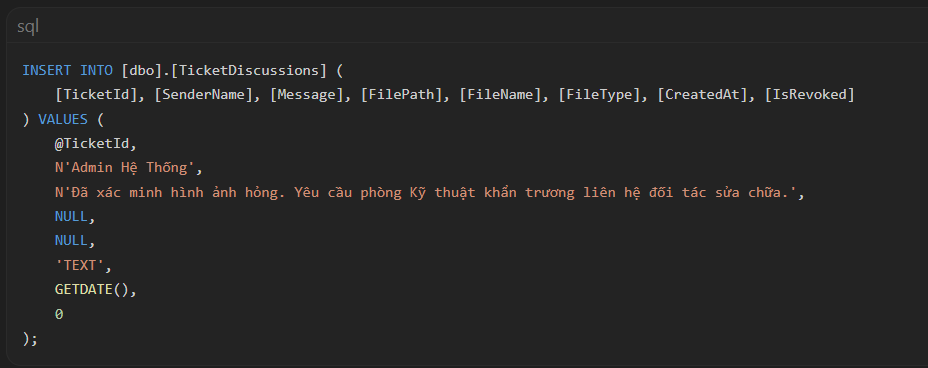 sql
INSERT INTO [dbo].[TicketDiscussions] (
    [TicketId], [SenderName], [Message], [FilePath], [FileName], [FileType], [CreatedAt], [IsRevoked]
) VALUES (
    @TicketId,
    N'Admin Hệ Thống',
    N'Đã xác minh hình ảnh hỏng. Yêu cầu phòng Kỹ thuật khẩn trương liên hệ đối tác sửa chữa.',
    NULL,
    NULL,
    'TEXT',
    GETDATE(),
    0
);